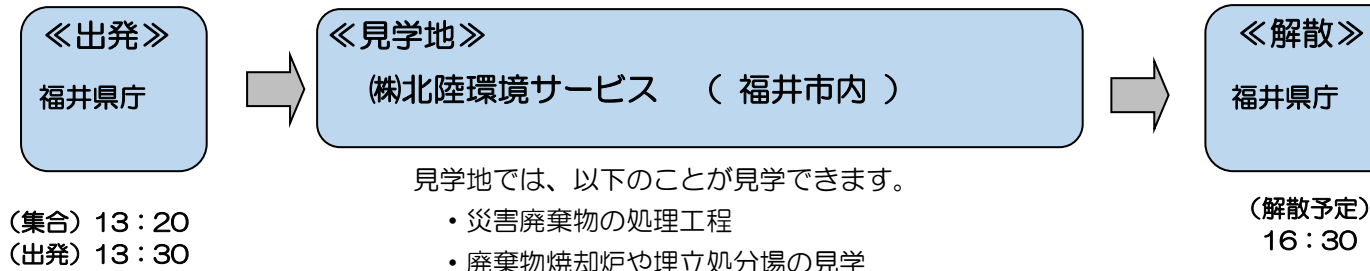 ≪出発≫
福井県庁
(集合)13：20
(出発)13：30
≪見学地≫
㈱北陸環境サービス （ 福井市内 ）
見学地では、以下のことが見学できます。
・災害廃棄物の処理工程
・廃棄物焼却炉や埋立処分場の見学
≪解散≫
福井県庁
(解散予定)
16：30